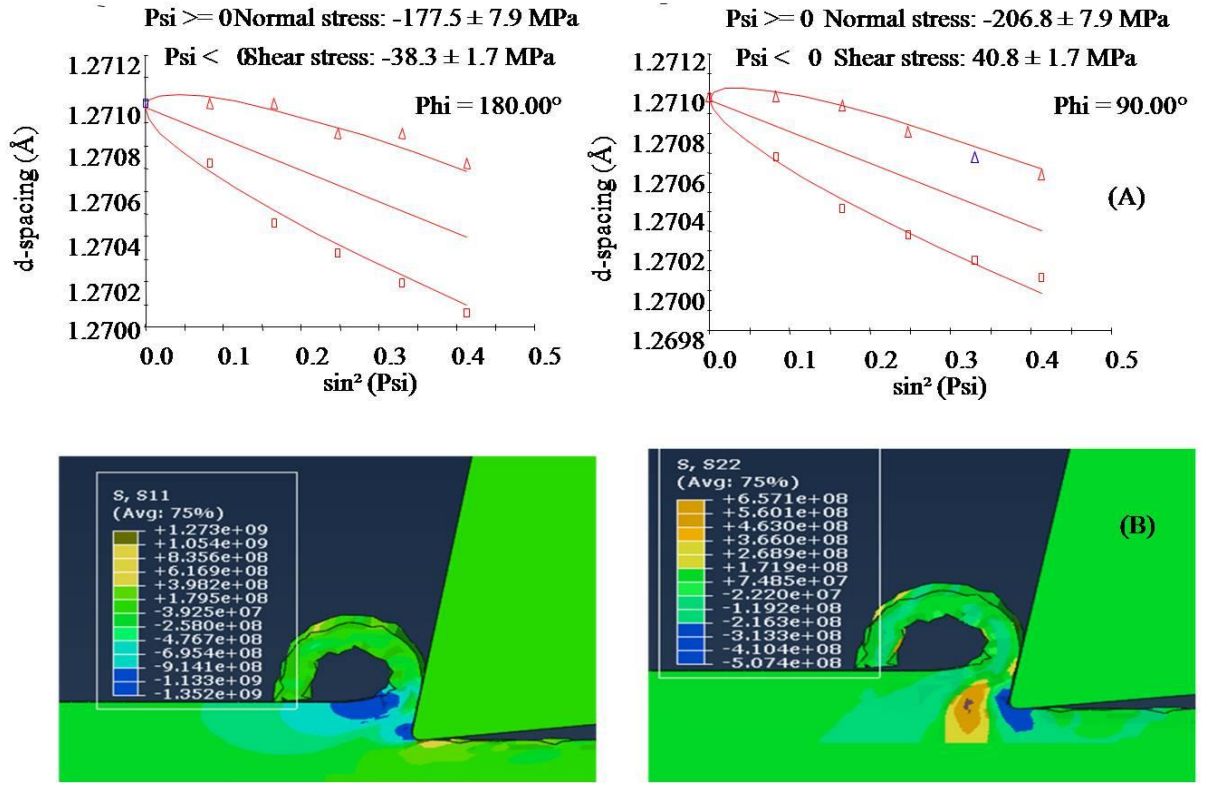 Psi >= 0 Normal stress: -177.5 ± 7.9 MPa
Psi < 0 Shear stress: -38.3 ± 1.7 MPa
Phi = 180.00°
1.2712
1.2710
1.2708
1.2706
1.2704
1.2702
1.2700
d-spacing (Å)
0.0 0.1 0.2 0.3 0.4 0.5
sin² (Psi)
Psi >= 0 Normal stress: -206.8 ± 7.9 MPa
Psi < 0 Shear stress: 40.8 ± 1.7 MPa
Phi = 90.00°
1.2712
1.2710
1.2708
1.2706
1.2704
1.2702
1.2700
1.2698
d-spacing (Å)
0.0 0.1 0.2 0.3 0.4 0.5
sin² (Psi)
(A)
S, S11
(Avg: 75%)
+1.273e+09
+1.054e+09
+8.356e+08
+6.169e+08
+3.982e+08
+1.795e+08
-3.925e+07
-2.580e+08
-4.767e+08
-6.954e+08
-9.141e+08
-1.133e+09
-1.352e+09
S, S22
(Avg: 75%)
+6.571e+08
+5.601e+08
+4.630e+08
+3.660e+08
+2.689e+08
+1.719e+08
+7.485e+07
-2.220e+07
-1.192e+08
-2.163e+08
-3.133e+08
-4.104e+08
-5.074e+08
(B)